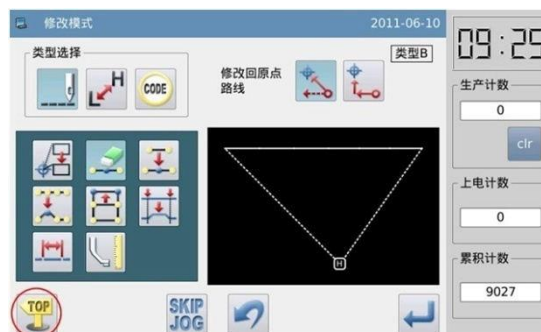 修改模式
2011-06-10
09:25
类型选择
L H
CODE
修改回原点
路线
类型B
生产计数
0
clr
上电计数
0
累积计数
9027
H
TOP
SKIP
JOG